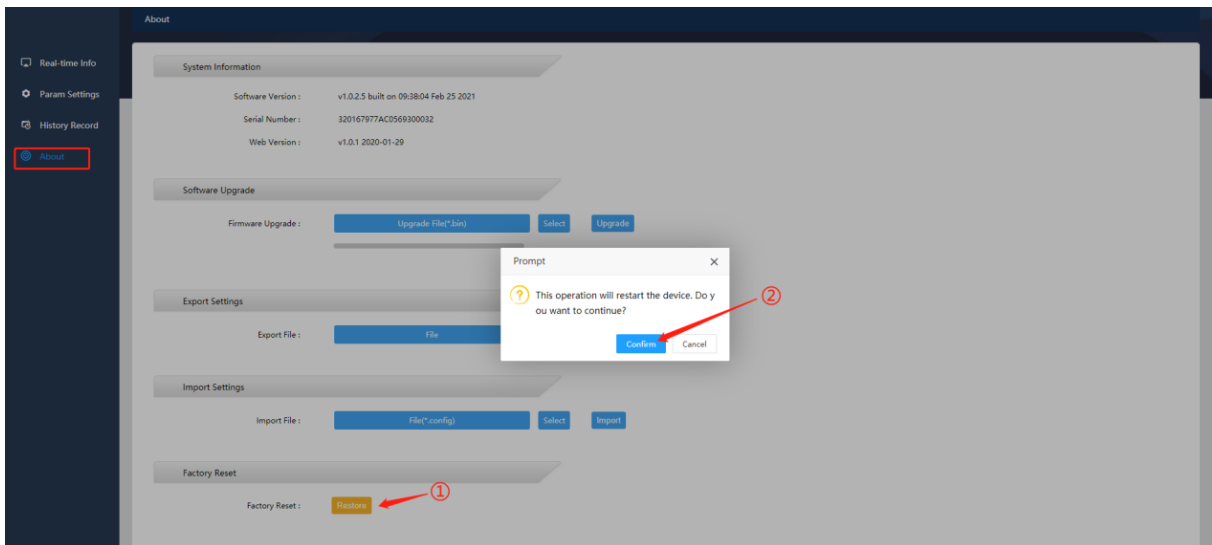 About
Real-time Info
Param Settings
History Record
About
System Information
Software Version : v1.0.2.5 built on 09:38:04 Feb 25 2021
Serial Number : 320167977AC0569300032
Web Version : v1.0.1 2020-01-29
Software Upgrade
Firmware Upgrade : Upgrade File(*.bin) Select Upgrade
Prompt
This operation will restart the device. Do y
ou want to continue?
②
Confirm Cancel
Export Settings
Export File : File
Import Settings
Import File : File(*.config) Select Import
Factory Reset
Factory Reset : Restore ①